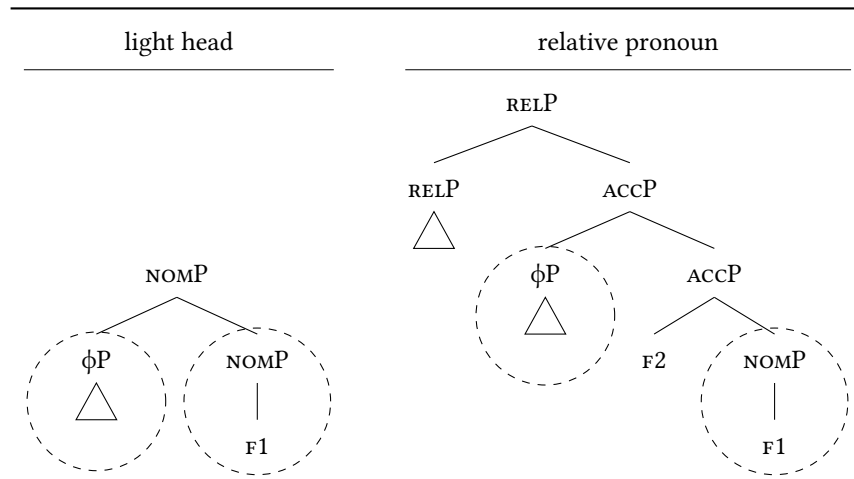 light head relative pronoun
RELP
RELP ACCP
NOMP ϕP ACCP
ϕP NOMP F2 NOMP
F1 F1